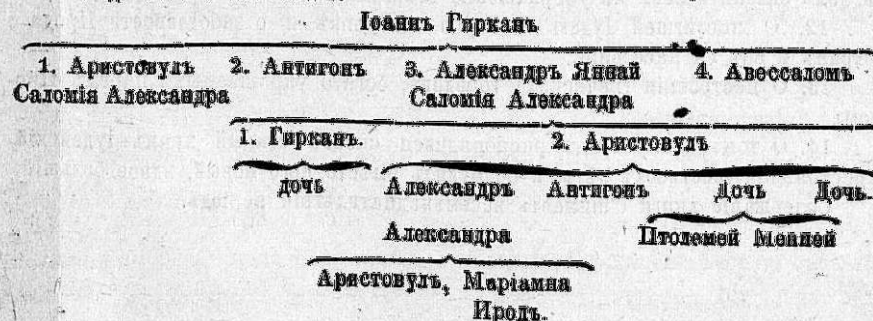 Іоаннъ Гирканъ
1. Аристовулъ 2. Антигонъ 3. Александръ Яннай 4. Авессаломъ
Саломія Александра Саломія Александра
1. Гирканъ. 2. Аристовулъ
дочь Александръ Антигонъ Дочь Дочь.
Александра Птолемей Менней
Аристовулъ, Маріамна
Иродъ.